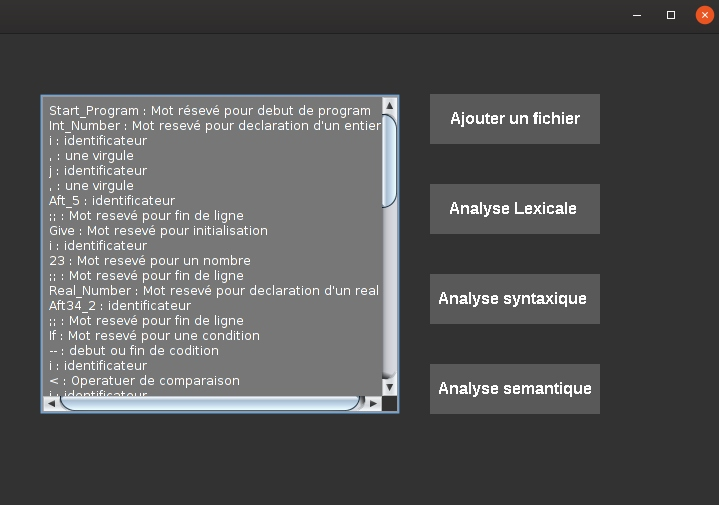 Start_Program : Mot résevé pour debut de program
Int_Number : Mot resevé pour declaration d'un entier
i : identificateur
, : une virgule
j : identificateur
, : une virgule
Aft_5 : identificateur
;; : Mot resevé pour fin de ligne
Give : Mot resevé pour initialisation
i : identificateur
23 : Mot resevé pour un nombre
;; : Mot resevé pour fin de ligne
Real_Number : Mot resevé pour declaration d'un real
Aft34_2 : identificateur
;; : Mot resevé pour fin de ligne
If : Mot resevé pour une condition
-- : debut ou fin de codition
i : identificateur
< : Operatuer de comparaison
: identificateur
Ajouter un fichier
Analyse Lexicale
Analyse syntaxique
Analyse semantique